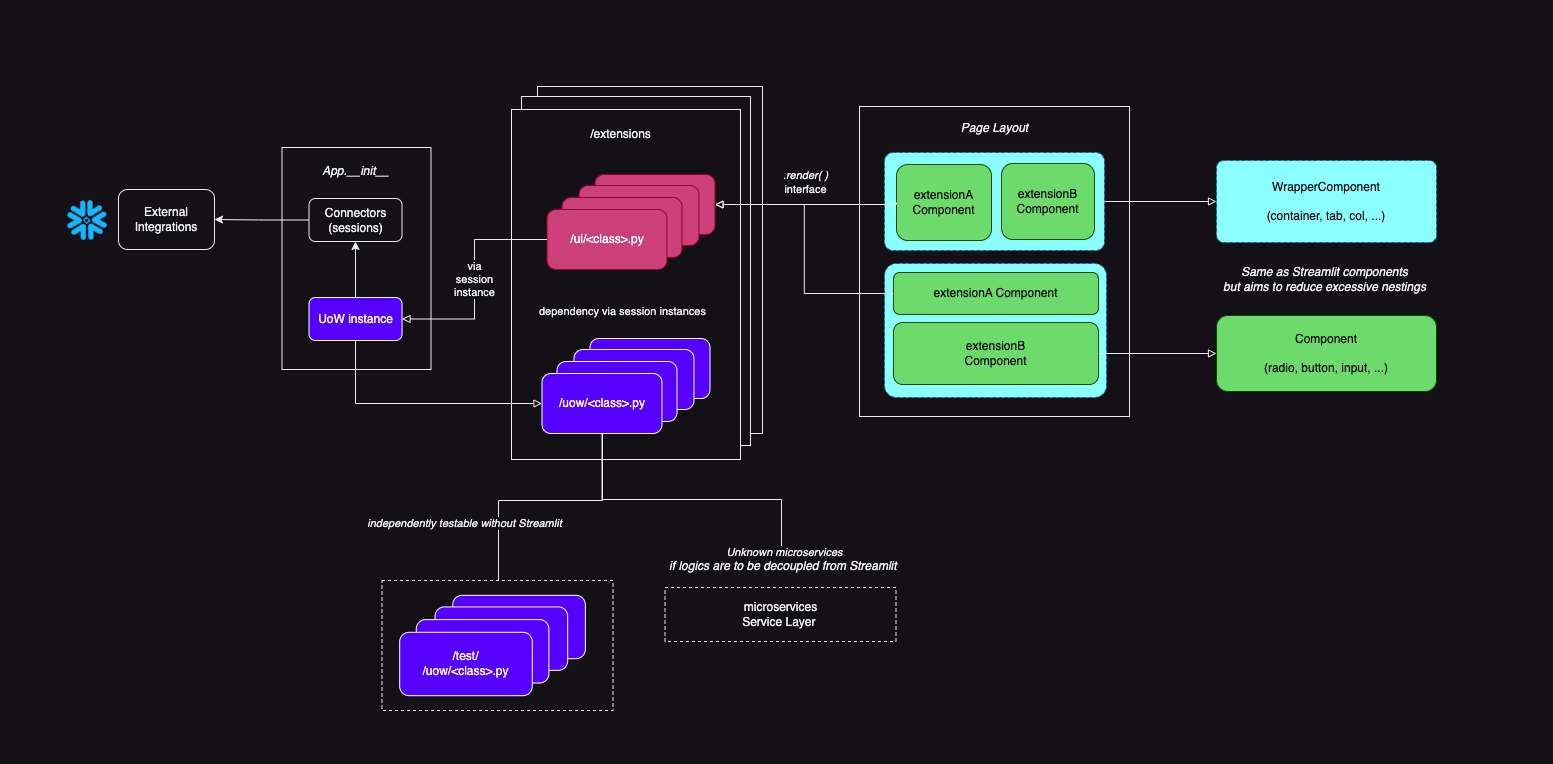 External
Integrations
App.__init__
Connectors
(sessions)
UoW instance
via
session
instance
/extensions
/ui/<class>.py
dependency via session instances
/uow/<class>.py
.render( )
interface
Page Layout
extensionA
Component
extensionB
Component
extensionA Component
extensionB
Component
WrapperComponent
(container, tab, col, ...)
Same as Streamlit components
but aims to reduce excessive nestings
Component
(radio, button, input, ...)
independently testable without Streamlit
/test/
/uow/<class>.py
Unknown microservices
if logics are to be decoupled from Streamlit
microservices
Service Layer